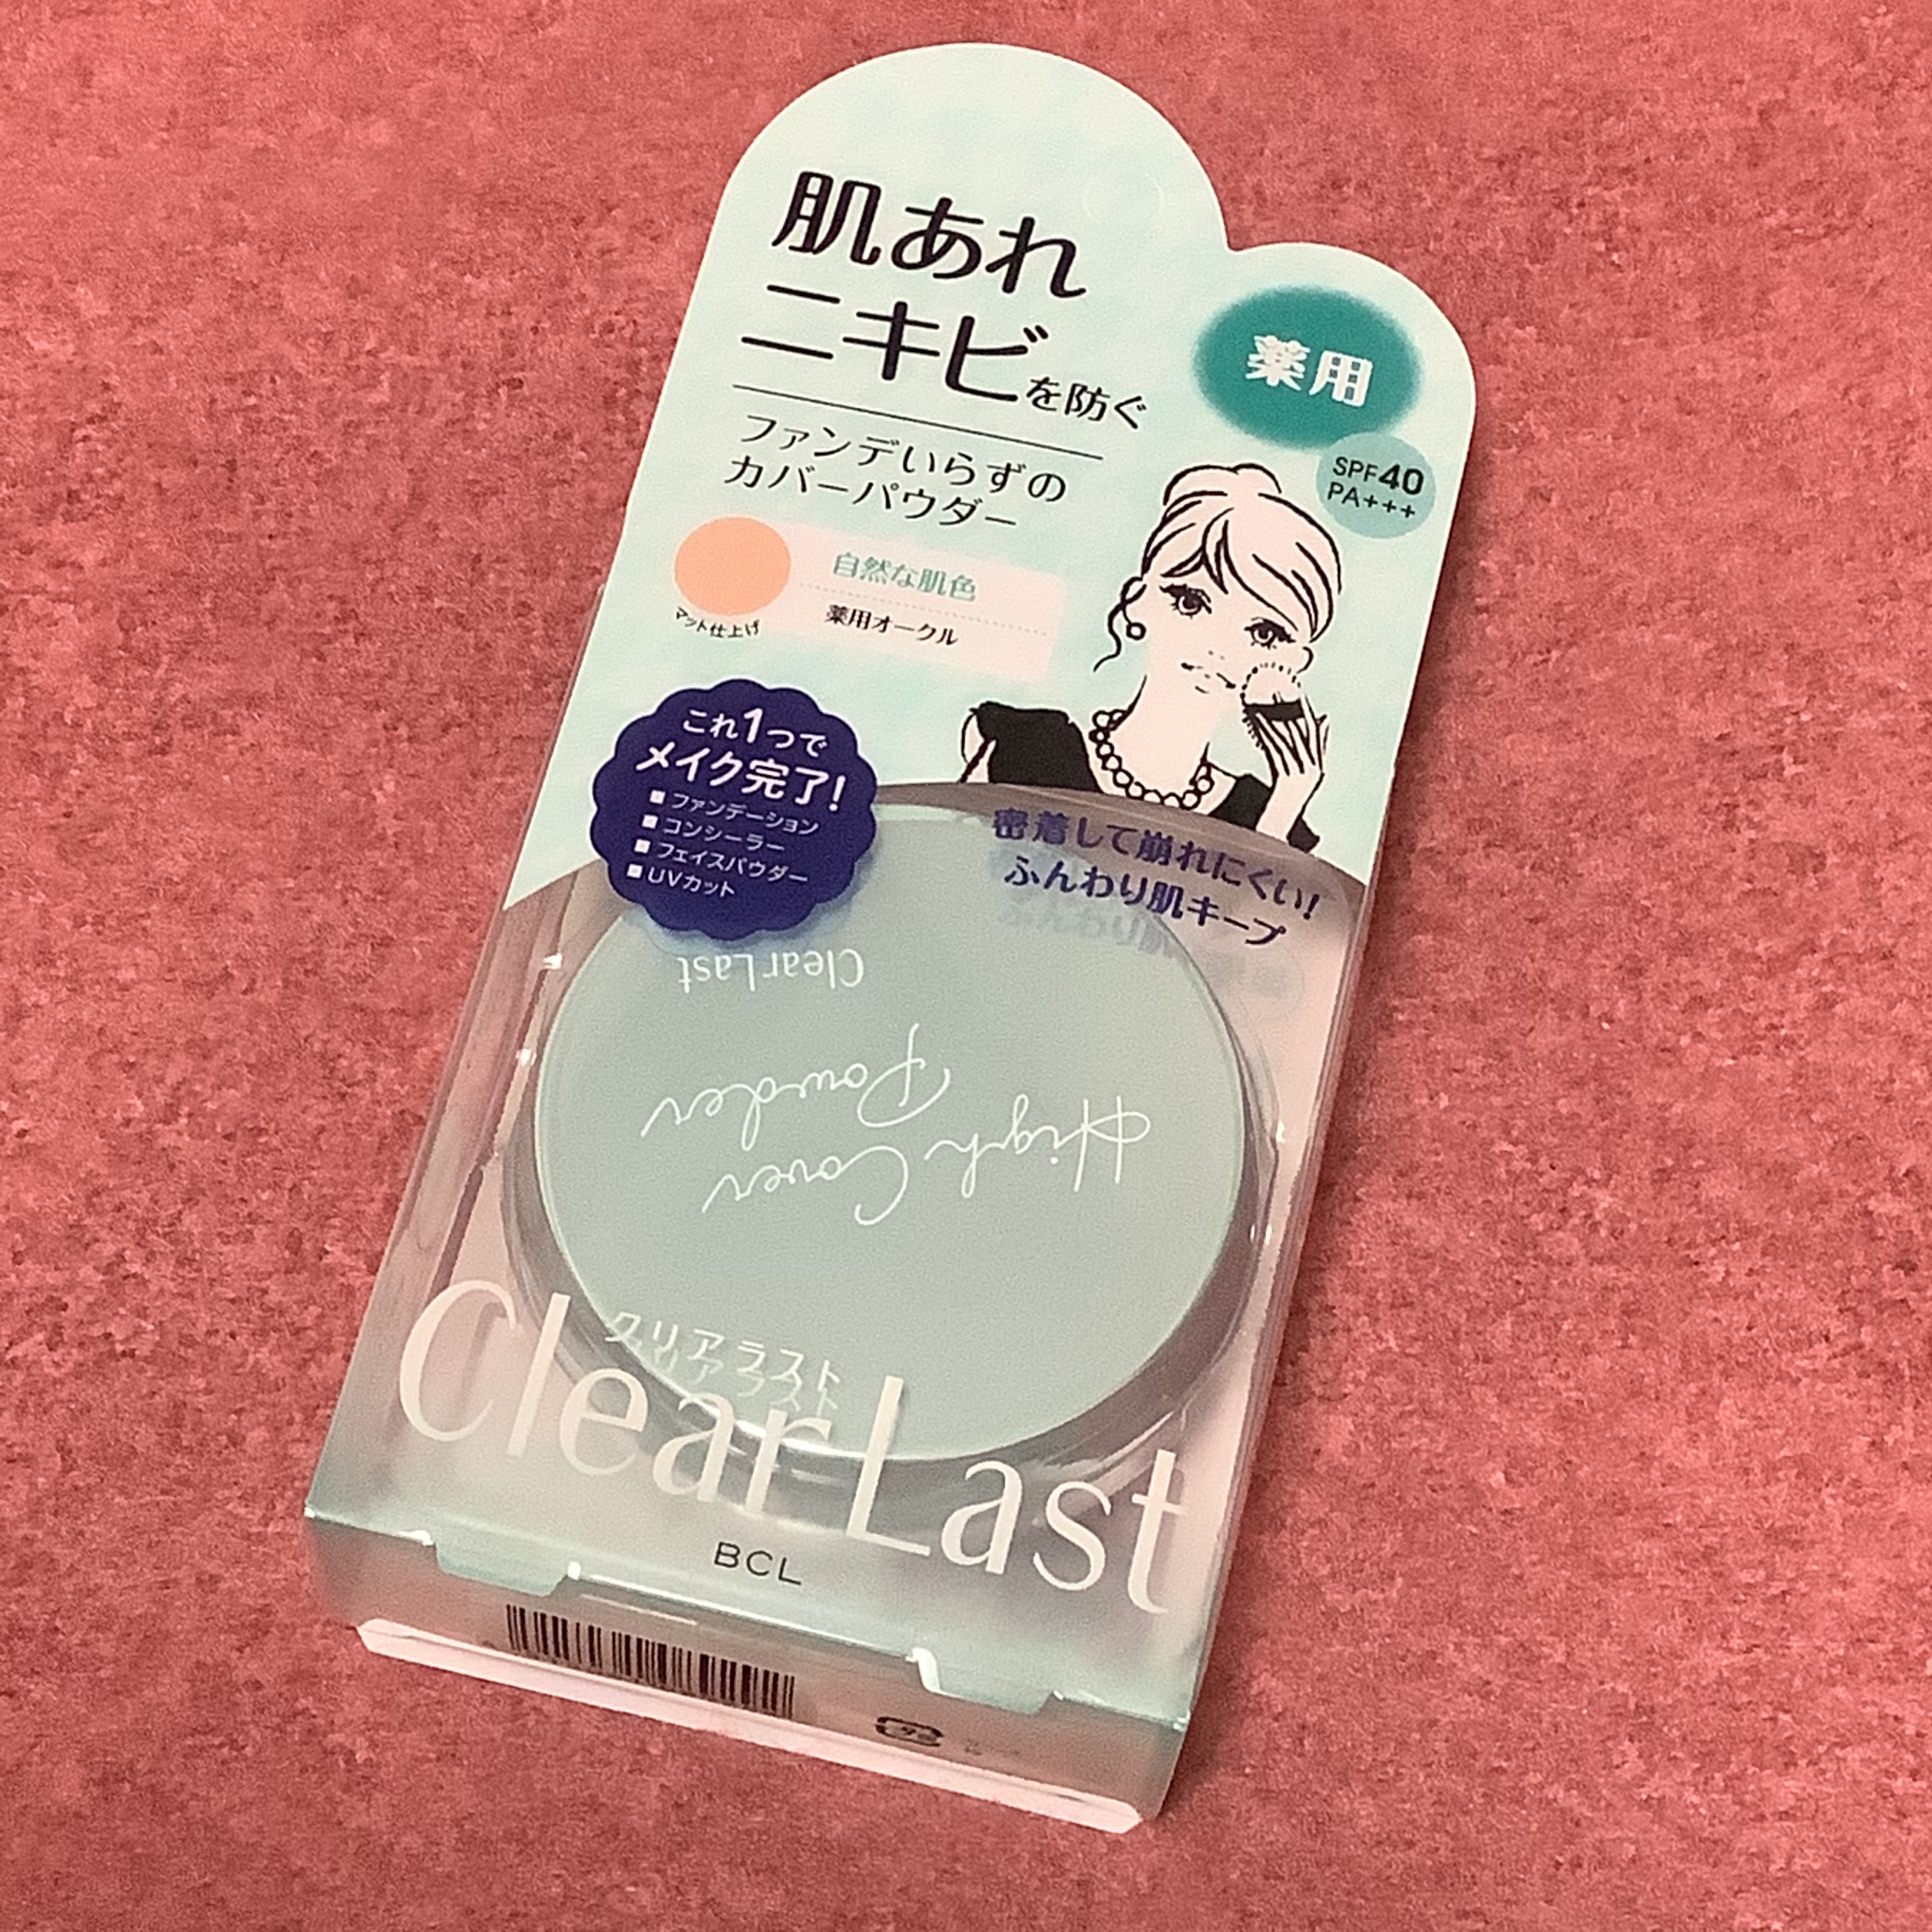 肌あれ
ニキビを防ぐ
薬用
SPF40
PA+++
ファンデいらずの
カバーパウダー
自然な肌色
薬用オークル
マット仕上げ
これ1つで
メイク完了!
■ ファンデーション
■ コンシーラー
■ フェイスパウダー
■ UVカット
密着して崩れにくい!
ふんわり肌キープ
High Cover
Powder
ClearLast
クリアラスト
ClearLast
BCL